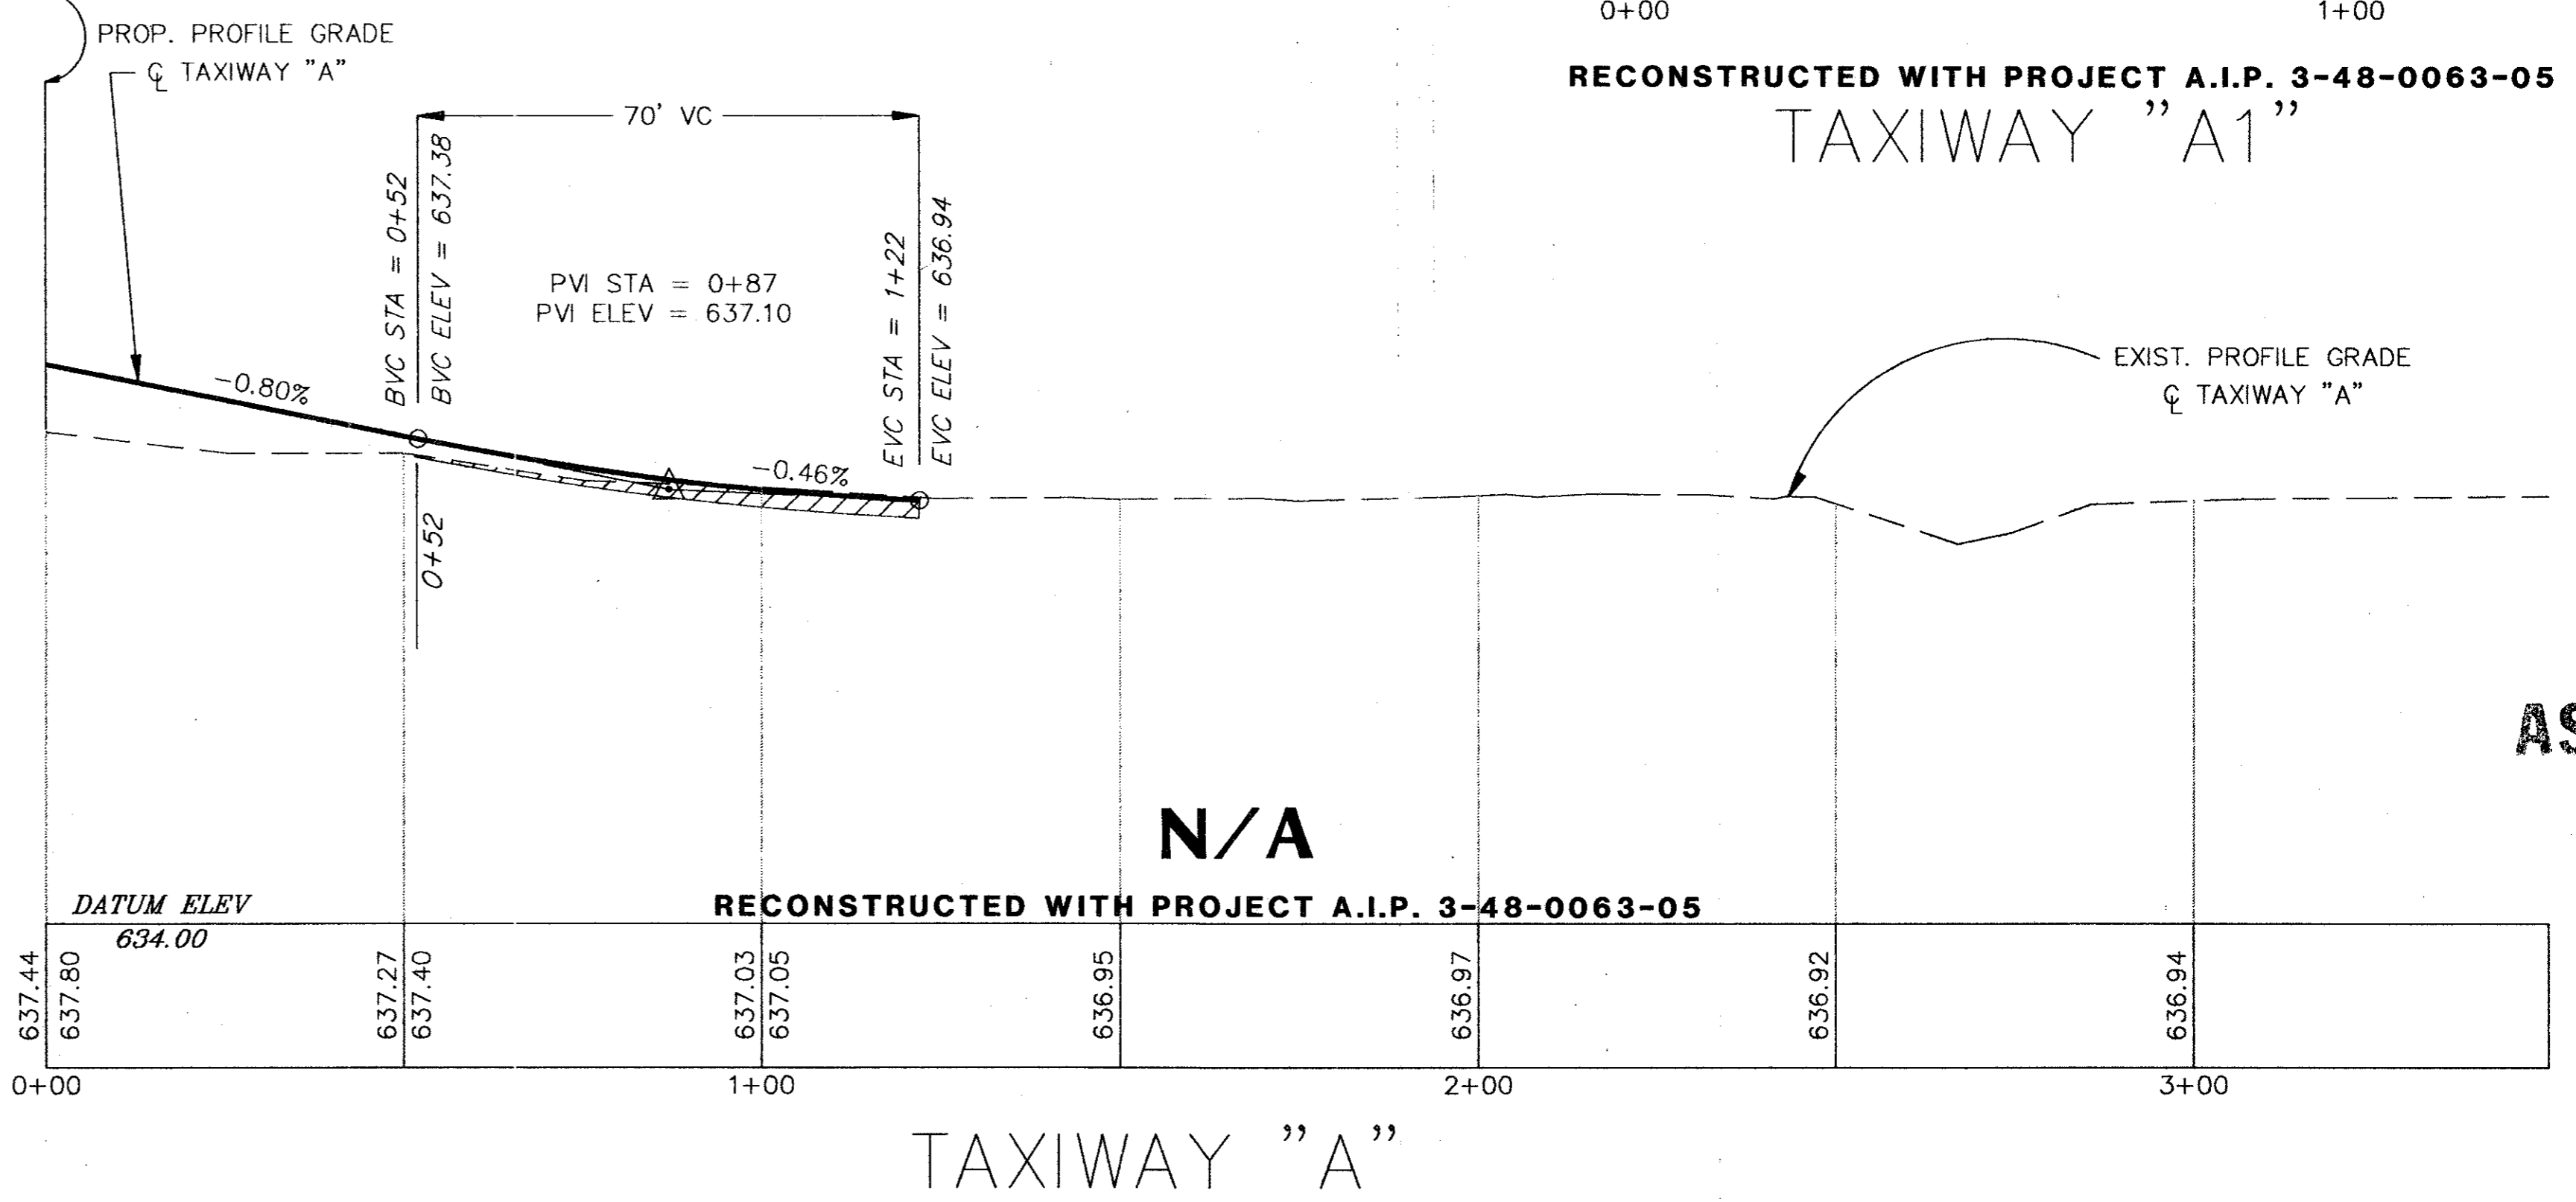 0+00 1+00
PROP. PROFILE GRADE
℄ TAXIWAY "A"
RECONSTRUCTED WITH PROJECT A.I.P. 3-48-0063-05
TAXIWAY "A1"
70' VC
BVC STA = 0+52
BVC ELEV = 637.38
PVI STA = 0+87
PVI ELEV = 637.10
EVC STA = 1+22
EVC ELEV = 636.94
-0.80%
-0.46%
EXIST. PROFILE GRADE
℄ TAXIWAY "A"
0+52
AS
N/A
RECONSTRUCTED WITH PROJECT A.I.P. 3-48-0063-05
DATUM ELEV
634.00
637.44
637.80
637.27
637.40
637.03
637.05
636.95
636.97
636.92
636.94
0+00 1+00 2+00 3+00
TAXIWAY "A"